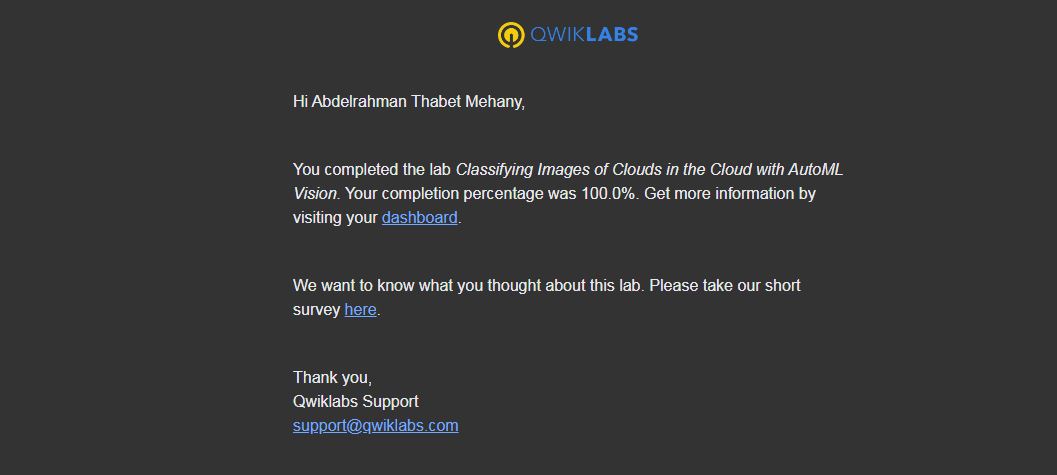 QWIKLABS
Hi Abdelrahman Thabet Mehany,
You completed the lab Classifying Images of Clouds in the Cloud with AutoML
Vision. Your completion percentage was 100.0%. Get more information by
visiting your dashboard.
We want to know what you thought about this lab. Please take our short
survey here.
Thank you,
Qwiklabs Support
support@qwiklabs.com